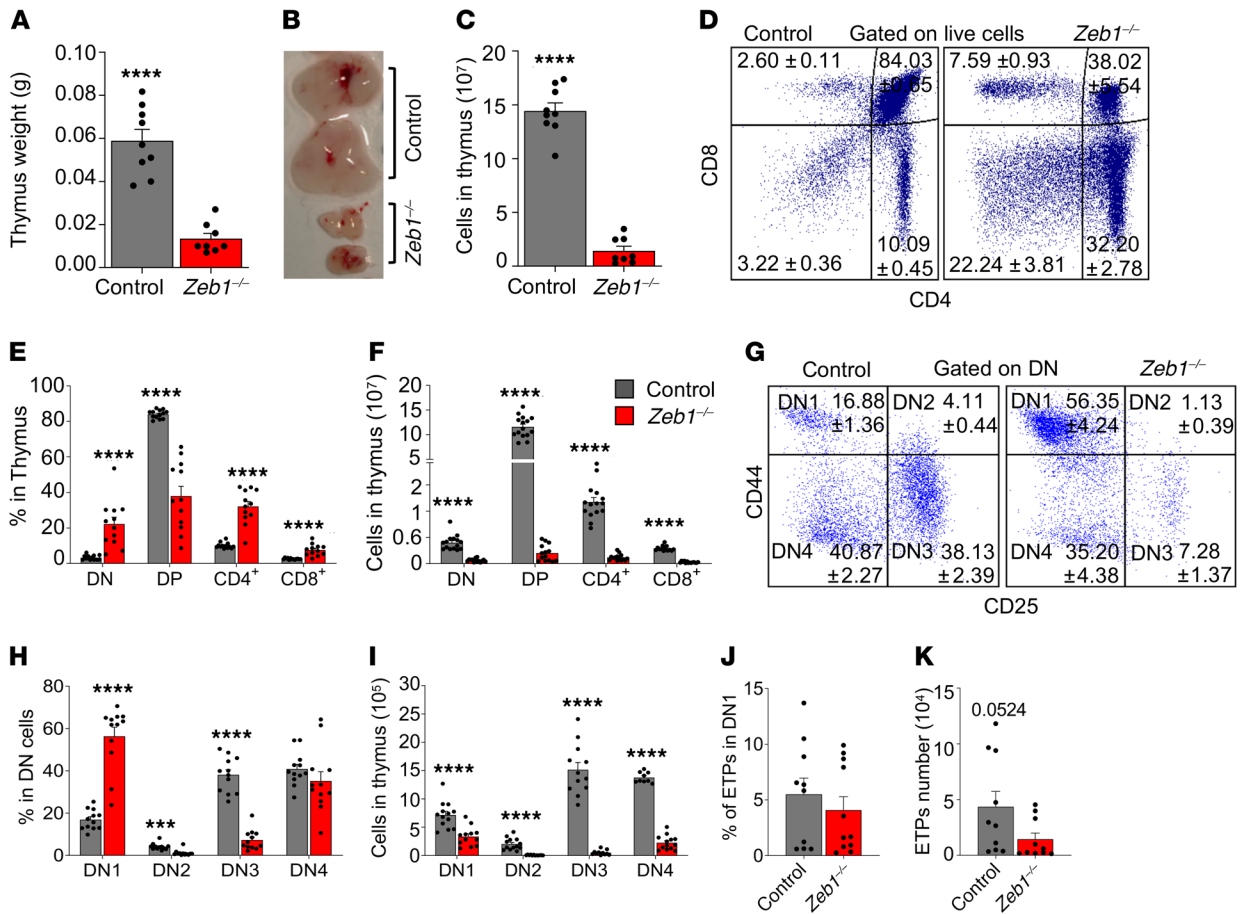 A
Thymus weight (g)
0.10
0.08
0.06
0.04
0.02
0.00
****
Control
Zeb1–/–
B
Control
Zeb1–/–
C
Cells in thymus (10⁷)
20
15
10
5
0
****
Control
Zeb1–/–
D
Control
Gated on live cells
Zeb1–/–
2.60 ±0.11
84.03
±0.65
3.22 ±0.36
10.09
±0.45
7.59 ±0.93
38.02
±5.54
22.24 ±3.81
32.20
±2.78
CD8
CD4
E
% in Thymus
100
80
60
40
20
0
****
****
****
****
DN
DP
CD4+
CD8+
F
Cells in thymus (10⁷)
20
15
10
5
2
1
0.6
0
****
****
****
****
DN
DP
CD4+
CD8+
Control
Zeb1–/–
G
Control
Gated on DN
Zeb1–/–
DN1 16.88
±1.36
DN2 4.11
±0.44
DN4 40.87
±2.27
DN3 38.13
±2.39
DN1 56.35
±4.24
DN2 1.13
±0.39
DN4 35.20
±4.38
DN3 7.28
±1.37
CD44
CD25
H
% in DN cells
80
60
40
20
0
****
***
****
DN1
DN2
DN3
DN4
I
Cells in thymus (10⁵)
30
25
20
15
10
5
0
****
****
****
****
DN1
DN2
DN3
DN4
J
% of ETPs in DN1
15
10
5
0
Control
Zeb1–/–
K
ETPs number (10⁴)
15
10
5
0
0.0524
Control
Zeb1–/–